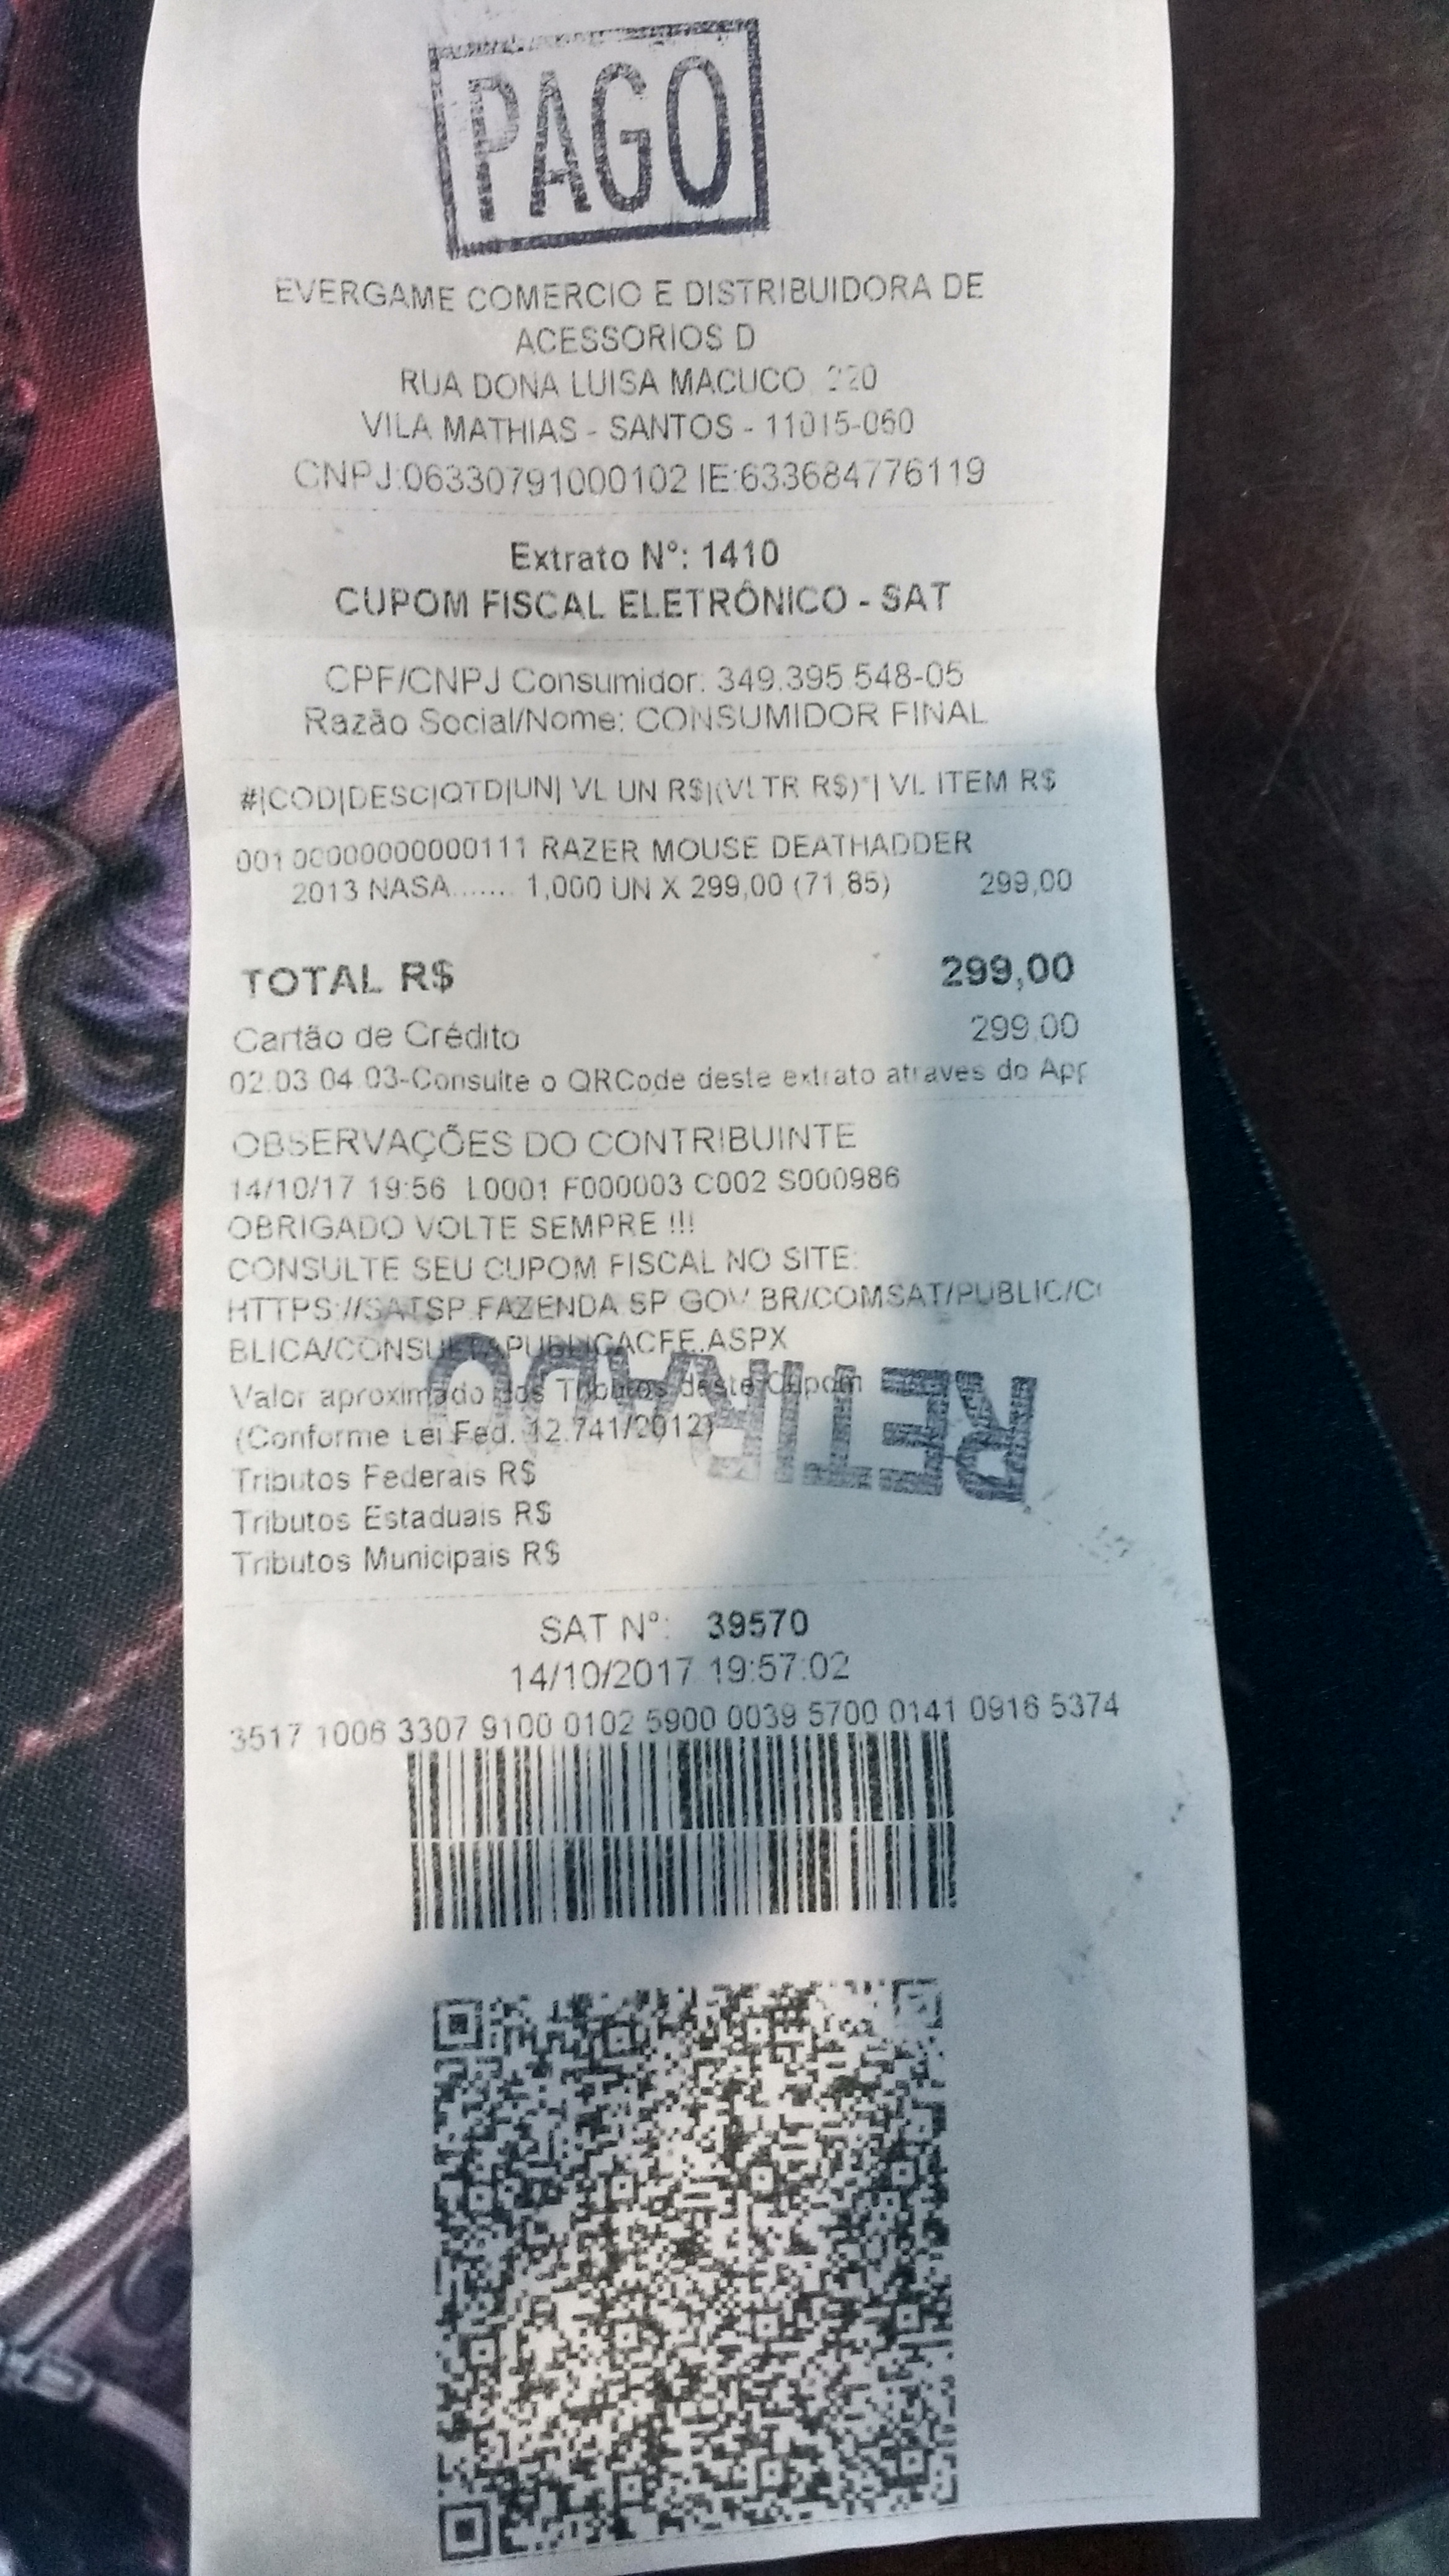 PAGO
EVERGAME COMERCIO E DISTRIBUIDORA DE
ACESSORIOS D
RUA DONA LUISA MACUCO, 220
VILA MATHIAS - SANTOS - 11015-060
CNPJ:06330791000102 IE:633684776119
Extrato N°: 1410
CUPOM FISCAL ELETRÔNICO - SAT
CPF/CNPJ Consumidor: 349.395.548-05
Razão Social/Nome: CONSUMIDOR FINAL
#|COD|DESC|QTD|UN| VL UN R$|(VLTR R$)*| VL ITEM R$
001 00000000000111 RAZER MOUSE DEATHADDER
2013 NASA....... 1,000 UN X 299,00 (71,85) 299,00
TOTAL R$ 299,00
Cartão de Crédito 299,00
02.03.04.03-Consulte o QRCode deste extrato atraves do App
OBSERVAÇÕES DO CONTRIBUINTE
14/10/17 19:56 L0001 F000003 C002 S000986
OBRIGADO VOLTE SEMPRE !!!
CONSULTE SEU CUPOM FISCAL NO SITE:
HTTPS://SATSP.FAZENDA.SP.GOV.BR/COMSAT/PUBLIC/C
BLICA/CONSULTAPUBLICACFE.ASPX
Valor aproximado dos Tributos deste Cupom
(Conforme Lei Fed. 12.741/2012)
RETIRADO
Tributos Federais R$
Tributos Estaduais R$
Tributos Municipais R$
SAT N°: 39570
14/10/2017 19:57:02
3517 1006 3307 9100 0102 5900 0039 5700 0141 0916 5374